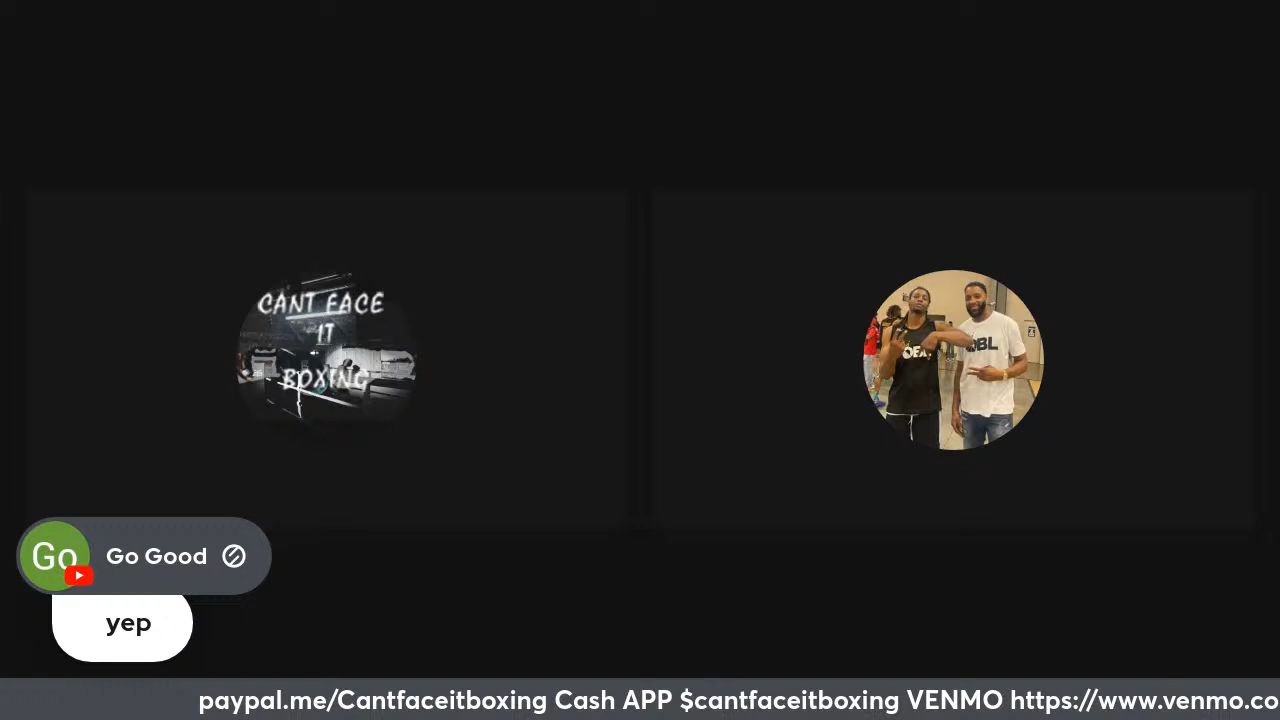 CANT FACE
IT
BOXING
QBL
Go
Go Good
yep
paypal.me/Cantfaceitboxing Cash APP $cantfaceitboxing VENMO https://www.venmo.co